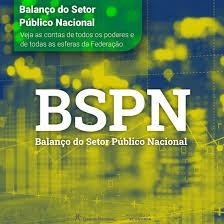 Balanço do Setor
Público Nacional
Veja as contas de todos os poderes e
de todas as esferas da Federação
BSPN
Balanço do Setor Público Nacional